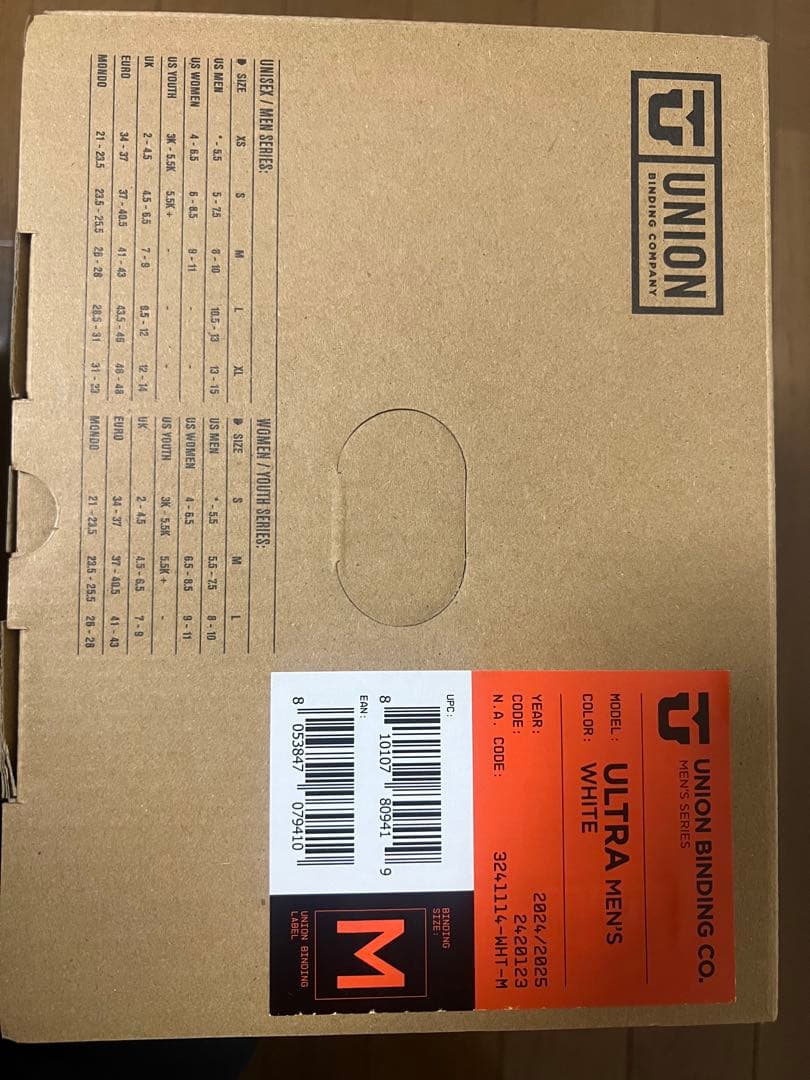 UNION
BINDING COMPANY
UNISEX / MEN SERIES:
SIZE XS S M L XL
US MEN * - 5.5 5 - 7.5 8 - 10 10.5 - 13 13 - 15
US WOMEN 4 - 6.5 6 - 8.5 9 - 11 - -
US YOUTH 3K - 5.5K 5.5K + - - -
UK 2 - 4.5 4.5 - 6.5 7 - 9 9.5 - 12 12 - 14
EURO 34 - 37 37 - 40.5 41 - 43 43.5 - 46 46 - 48
MONDO 21 - 23.5 23.5 - 25.5 26 - 28 28.5 - 31 31 - 33
WOMEN / YOUTH SERIES:
SIZE S M L
US MEN * - 5.5 5.5 - 7.5 8 - 10
US WOMEN 4 - 6.5 6.5 - 8.5 9 - 11
US YOUTH 3K - 5.5K 5.5K + -
UK 2 - 4.5 4.5 - 6.5 7 - 9
EURO 34 - 37 37 - 40.5 41 - 43
MONDO 21 - 23.5 23.5 - 25.5 26 - 28
UNION BINDING CO.
MEN'S SERIES
MODEL: ULTRA MEN'S
COLOR: WHITE
YEAR: 2024/2025
CODE: 2420123
N.A. CODE: 3241114-WHT-M
UPC:
8 10107 80941 9
EAN:
8 053847 079410
BINDING
SIZE:
M
UNION BINDING
LABEL